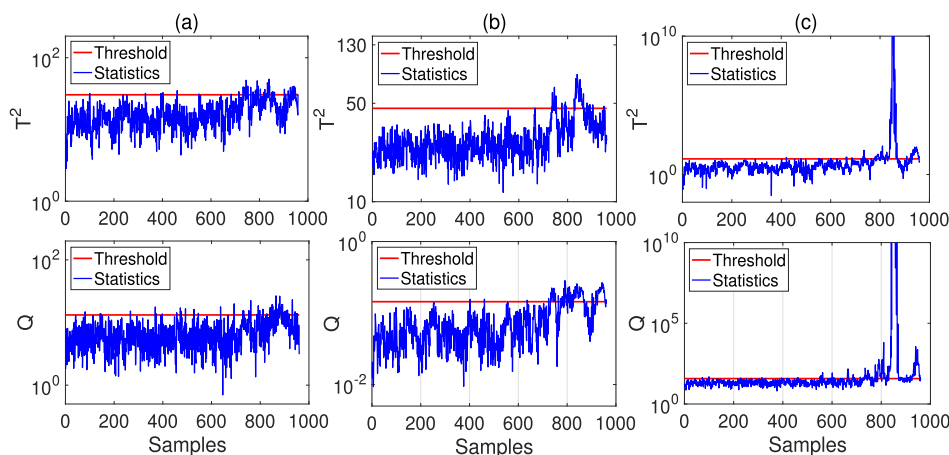 (a) (b) (c)
10^2 Threshold Statistics T^2 10^0
0 200 400 600 800 1000
130 Threshold Statistics 50 T^2 10
0 200 400 600 800 1000
10^10 Threshold Statistics T^2 10^0
0 200 400 600 800 1000
10^2 Threshold Statistics Q 10^0
0 200 400 600 800 1000
Samples
10^0 Threshold Statistics Q 10^-2
0 200 400 600 800 1000
Samples
10^10 Threshold Statistics 10^5 Q 10^0
0 200 400 600 800 1000
Samples